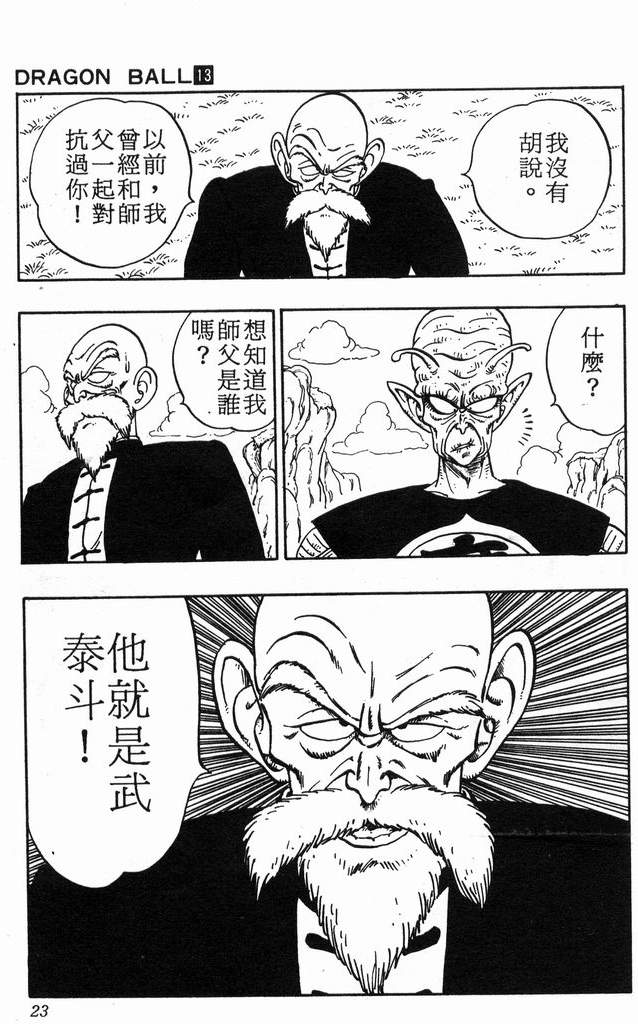 DRAGON BALL 13
我沒有
胡說。
以前，我
曾經和師
父一起對
抗過你！
什麼？
想知道我
師父是誰
嗎？
他就是武
泰斗！
23